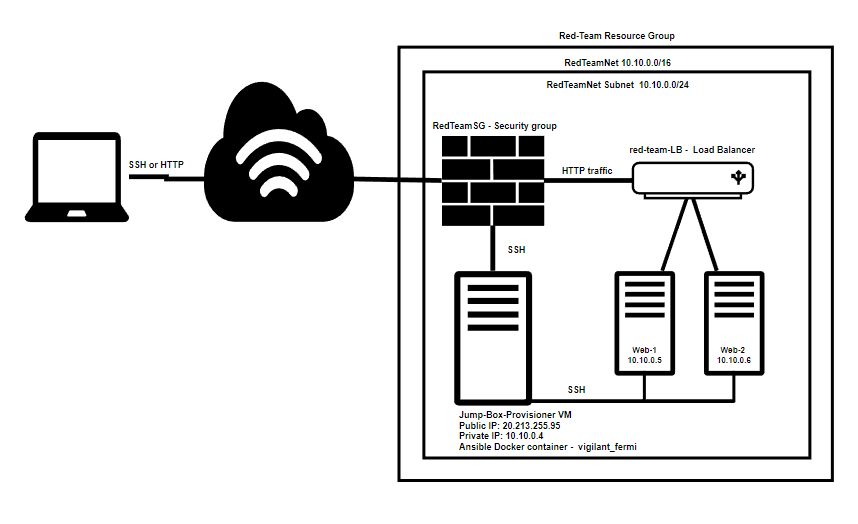 Red-Team Resource Group
RedTeamNet 10.10.0.0/16
RedTeamNet Subnet 10.10.0.0/24
RedTeamSG - Security group
red-team-LB - Load Balancer
SSH or HTTP
HTTP traffic
SSH
Web-1
10.10.0.5
Web-2
10.10.0.6
SSH
Jump-Box-Provisioner VM
Public IP: 20.213.255.95
Private IP: 10.10.0.4
Ansible Docker container - vigilant_fermi